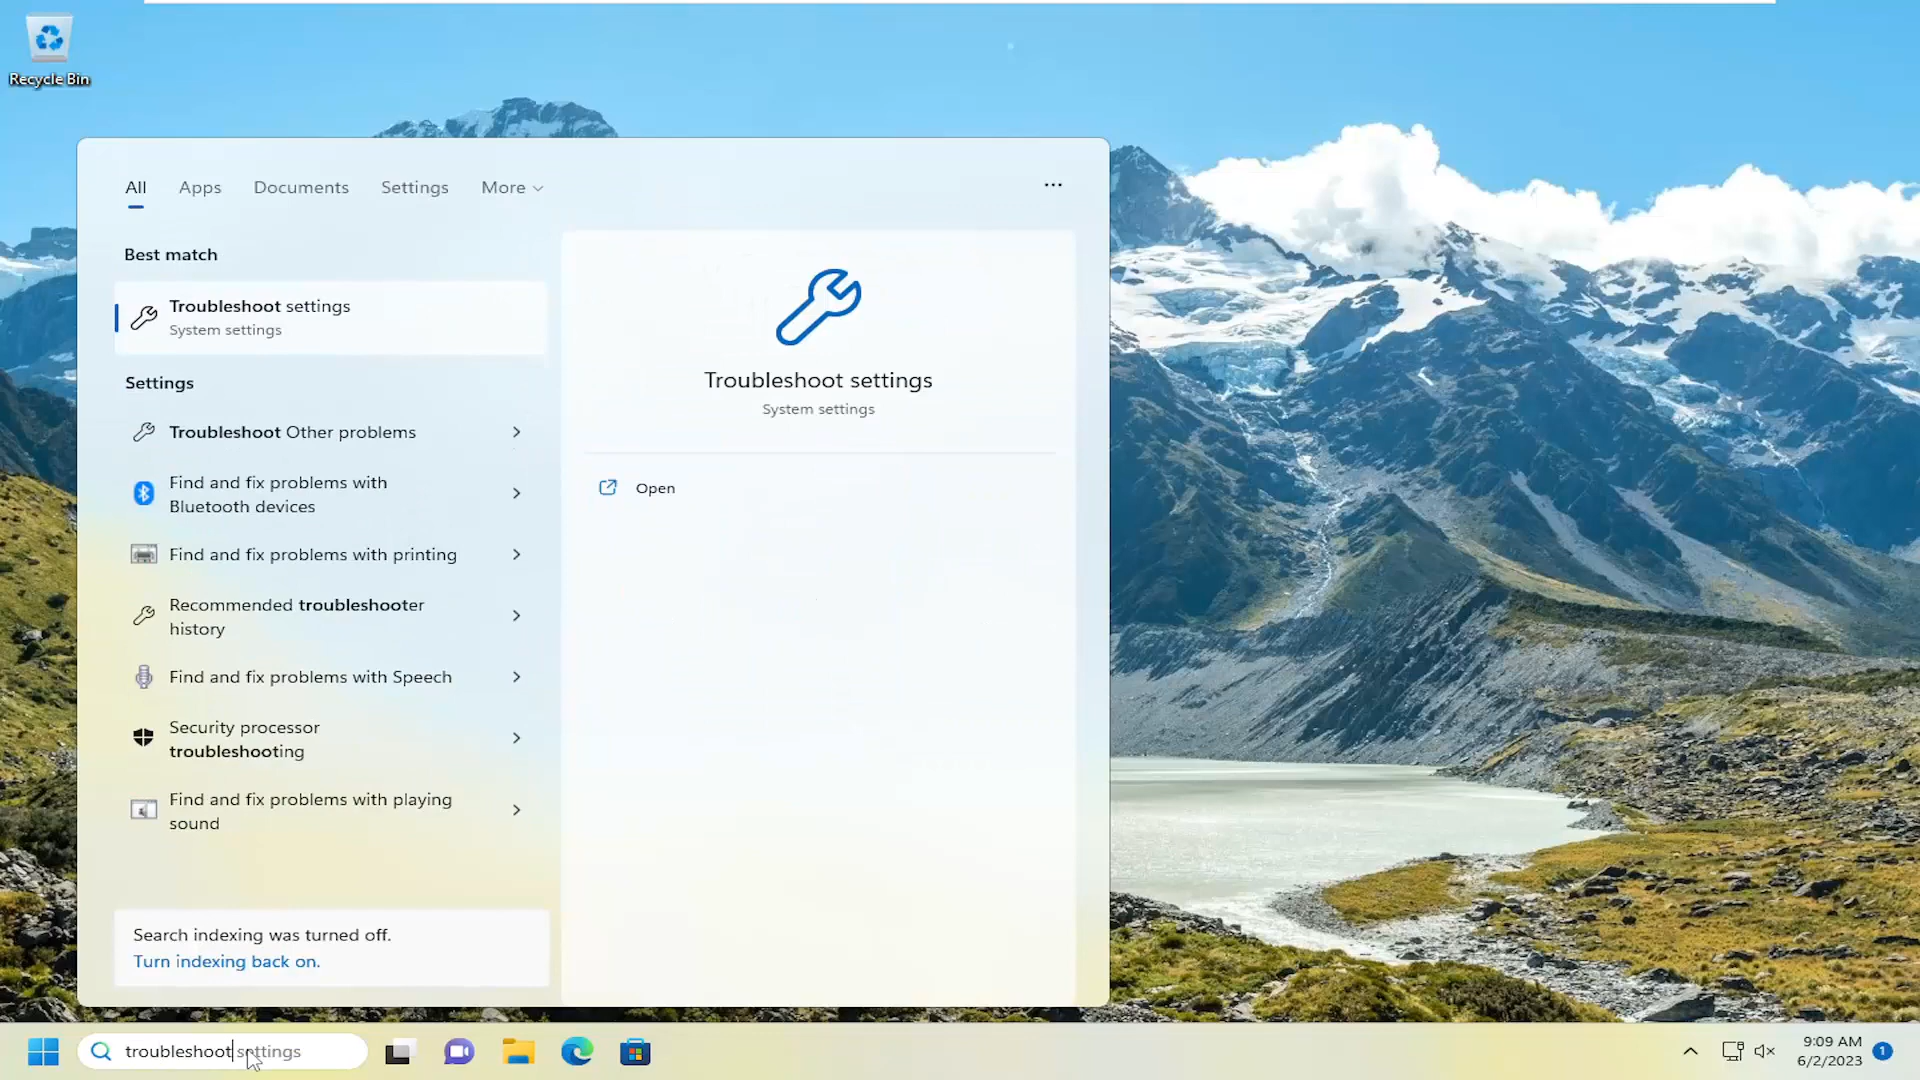 Recycle Bin
All Apps Documents Settings More
Best match
Troubleshoot settings
System settings
Settings
Troubleshoot Other problems
Find and fix problems with
Bluetooth devices
Find and fix problems with printing
Recommended troubleshooter
history
Find and fix problems with Speech
Security processor
troubleshooting
Find and fix problems with playing
sound
Search indexing was turned off.
Turn indexing back on.
Troubleshoot settings
System settings
Open
troubleshoot settings
9:09 AM
6/2/2023
1